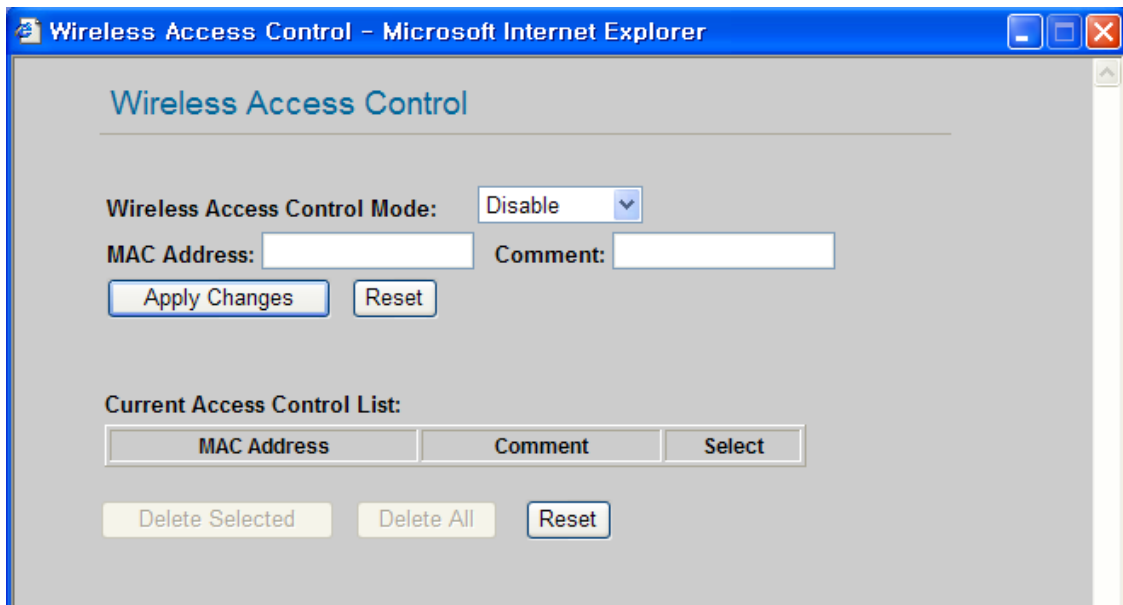 Wireless Access Control - Microsoft Internet Explorer
Wireless Access Control
Wireless Access Control Mode: Disable
MAC Address: Comment:
Apply Changes Reset
Current Access Control List:
MAC Address Comment Select
Delete Selected Delete All Reset